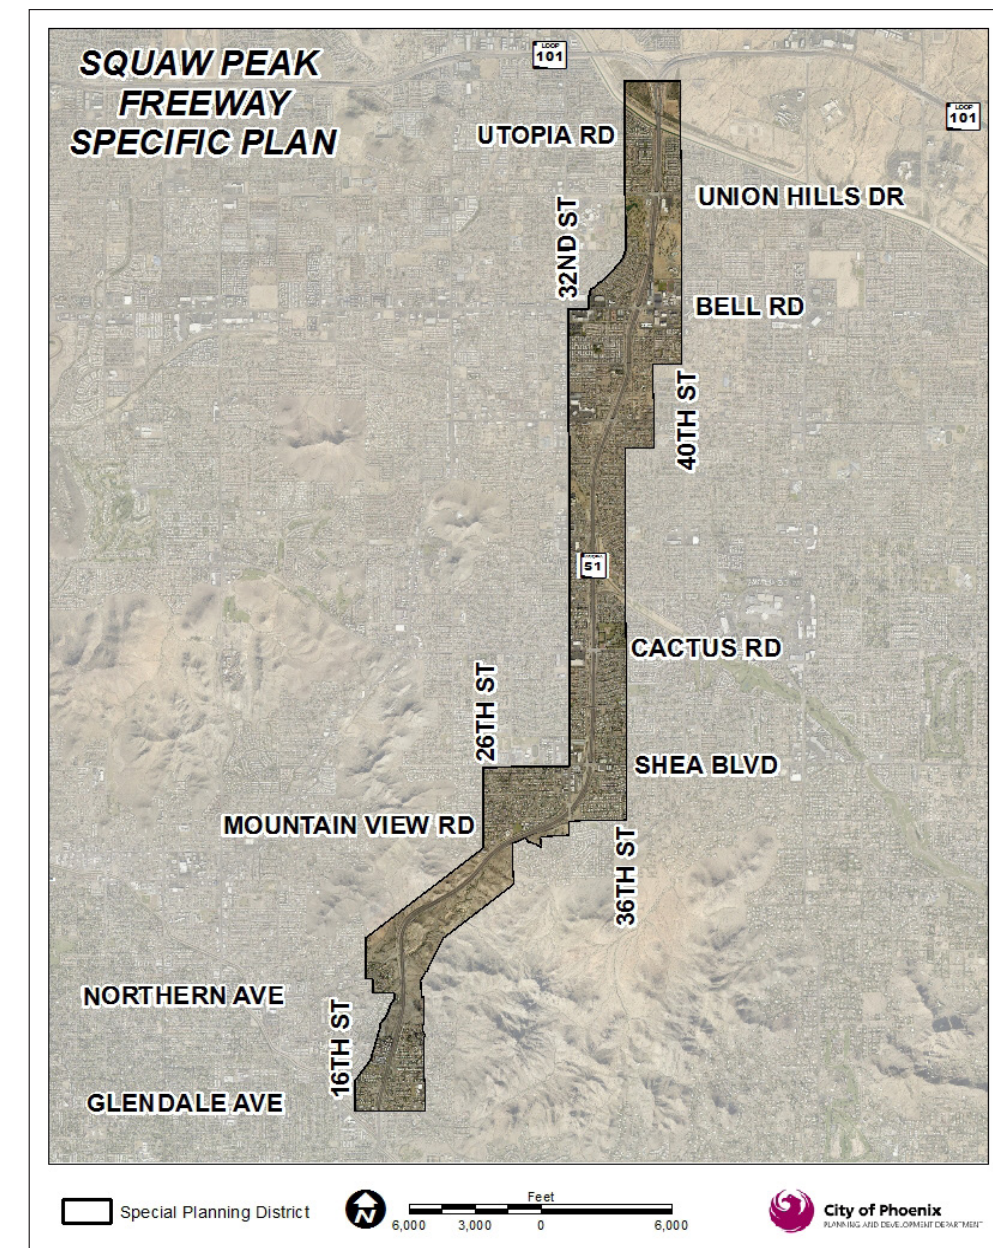 SQUAW PEAK
FREEWAY
SPECIFIC PLAN
LOOP
101
LOOP
101
UTOPIA RD
UNION HILLS DR
32ND ST
BELL RD
40TH ST
51
CACTUS RD
26TH ST
SHEA BLVD
MOUNTAIN VIEW RD
36TH ST
NORTHERN AVE
16TH ST
GLENDALE AVE
Special Planning District
N
Feet
6,000 3,000 0 6,000
City of Phoenix
PLANNING AND DEVELOPMENT DEPARTMENT